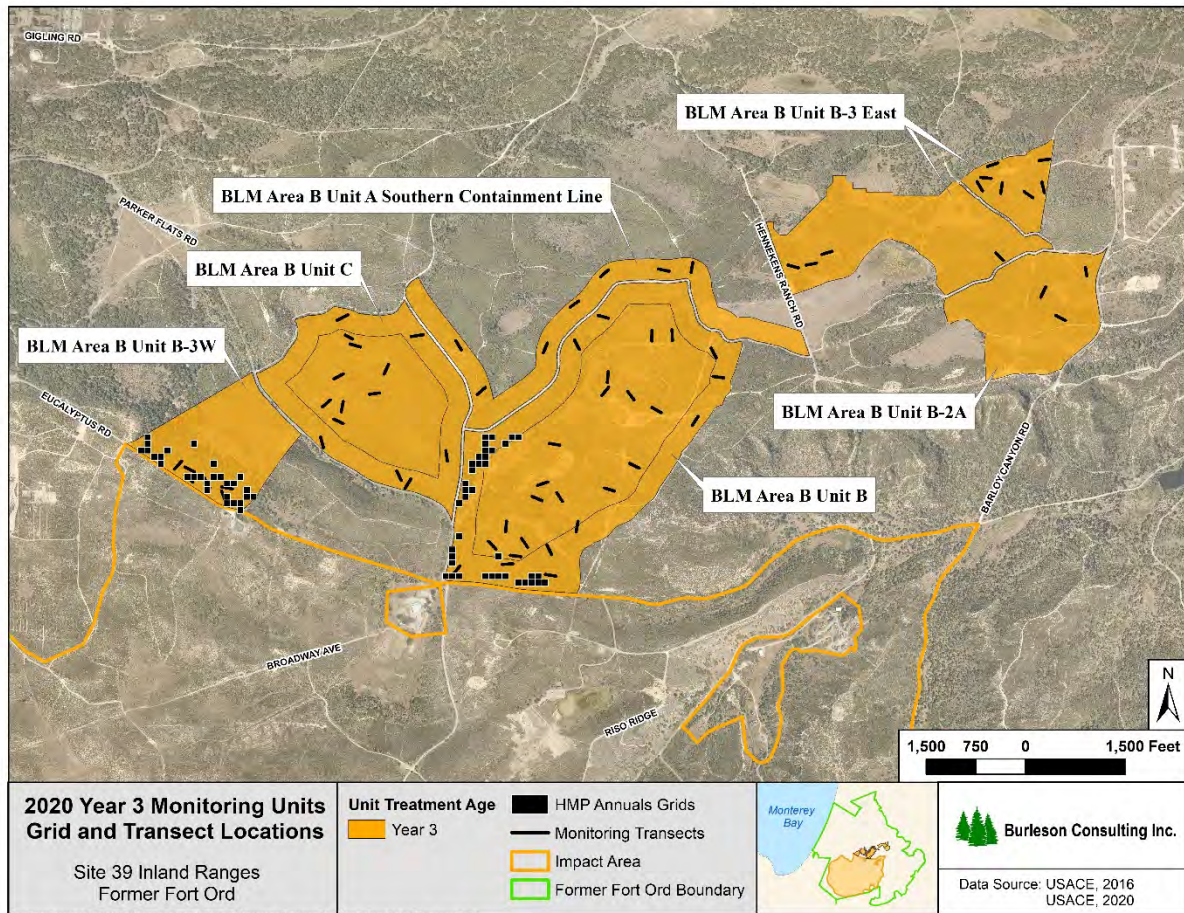 GIGLING RD
BLM Area B Unit B-3 East
BLM Area B Unit A Southern Containment Line
PARKER FLATS RD
HENNEKENS RANCH RD
BLM Area B Unit C
BLM Area B Unit B-3W
EUCALYPTUS RD
BLM Area B Unit B-2A
BLM Area B Unit B
BARLOY CANYON RD
BROADWAY AVE
RISO RIDGE
N
1,500 750 0 1,500 Feet
2020 Year 3 Monitoring Units
Grid and Transect Locations
Site 39 Inland Ranges
Former Fort Ord
Unit Treatment Age
Year 3
HMP Annuals Grids
Monitoring Transects
Impact Area
Former Fort Ord Boundary
Monterey
Bay
Burleson Consulting Inc.
Data Source: USACE, 2016
USACE, 2020